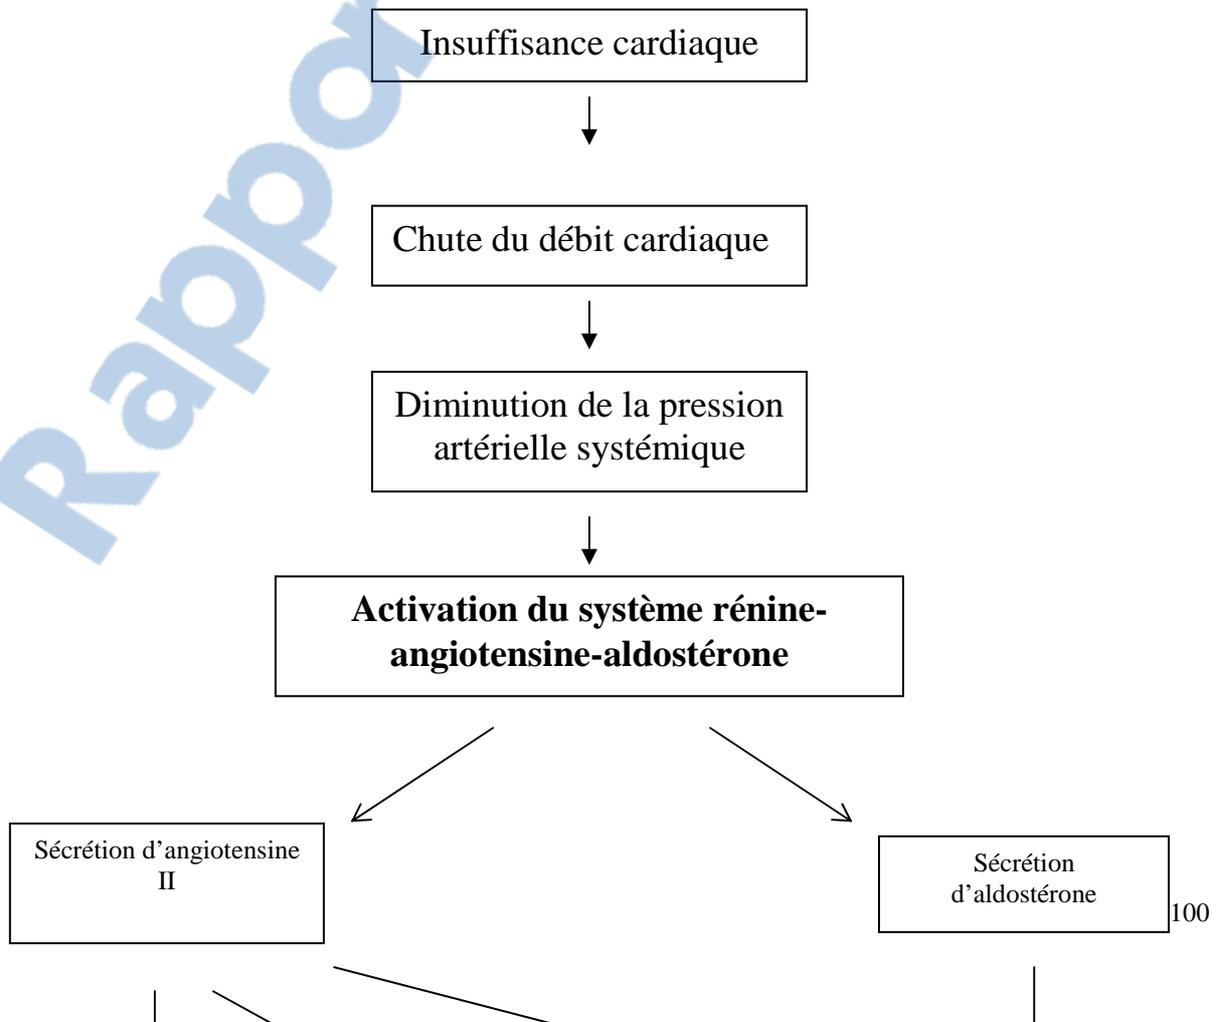 Insuffisance cardiaque
Chute du débit cardiaque
Diminution de la pression
artérielle systémique
Activation du système rénine-
angiotensine-aldostérone
Sécrétion d’angiotensine
II
Sécrétion
d’aldostérone
100
Rappo